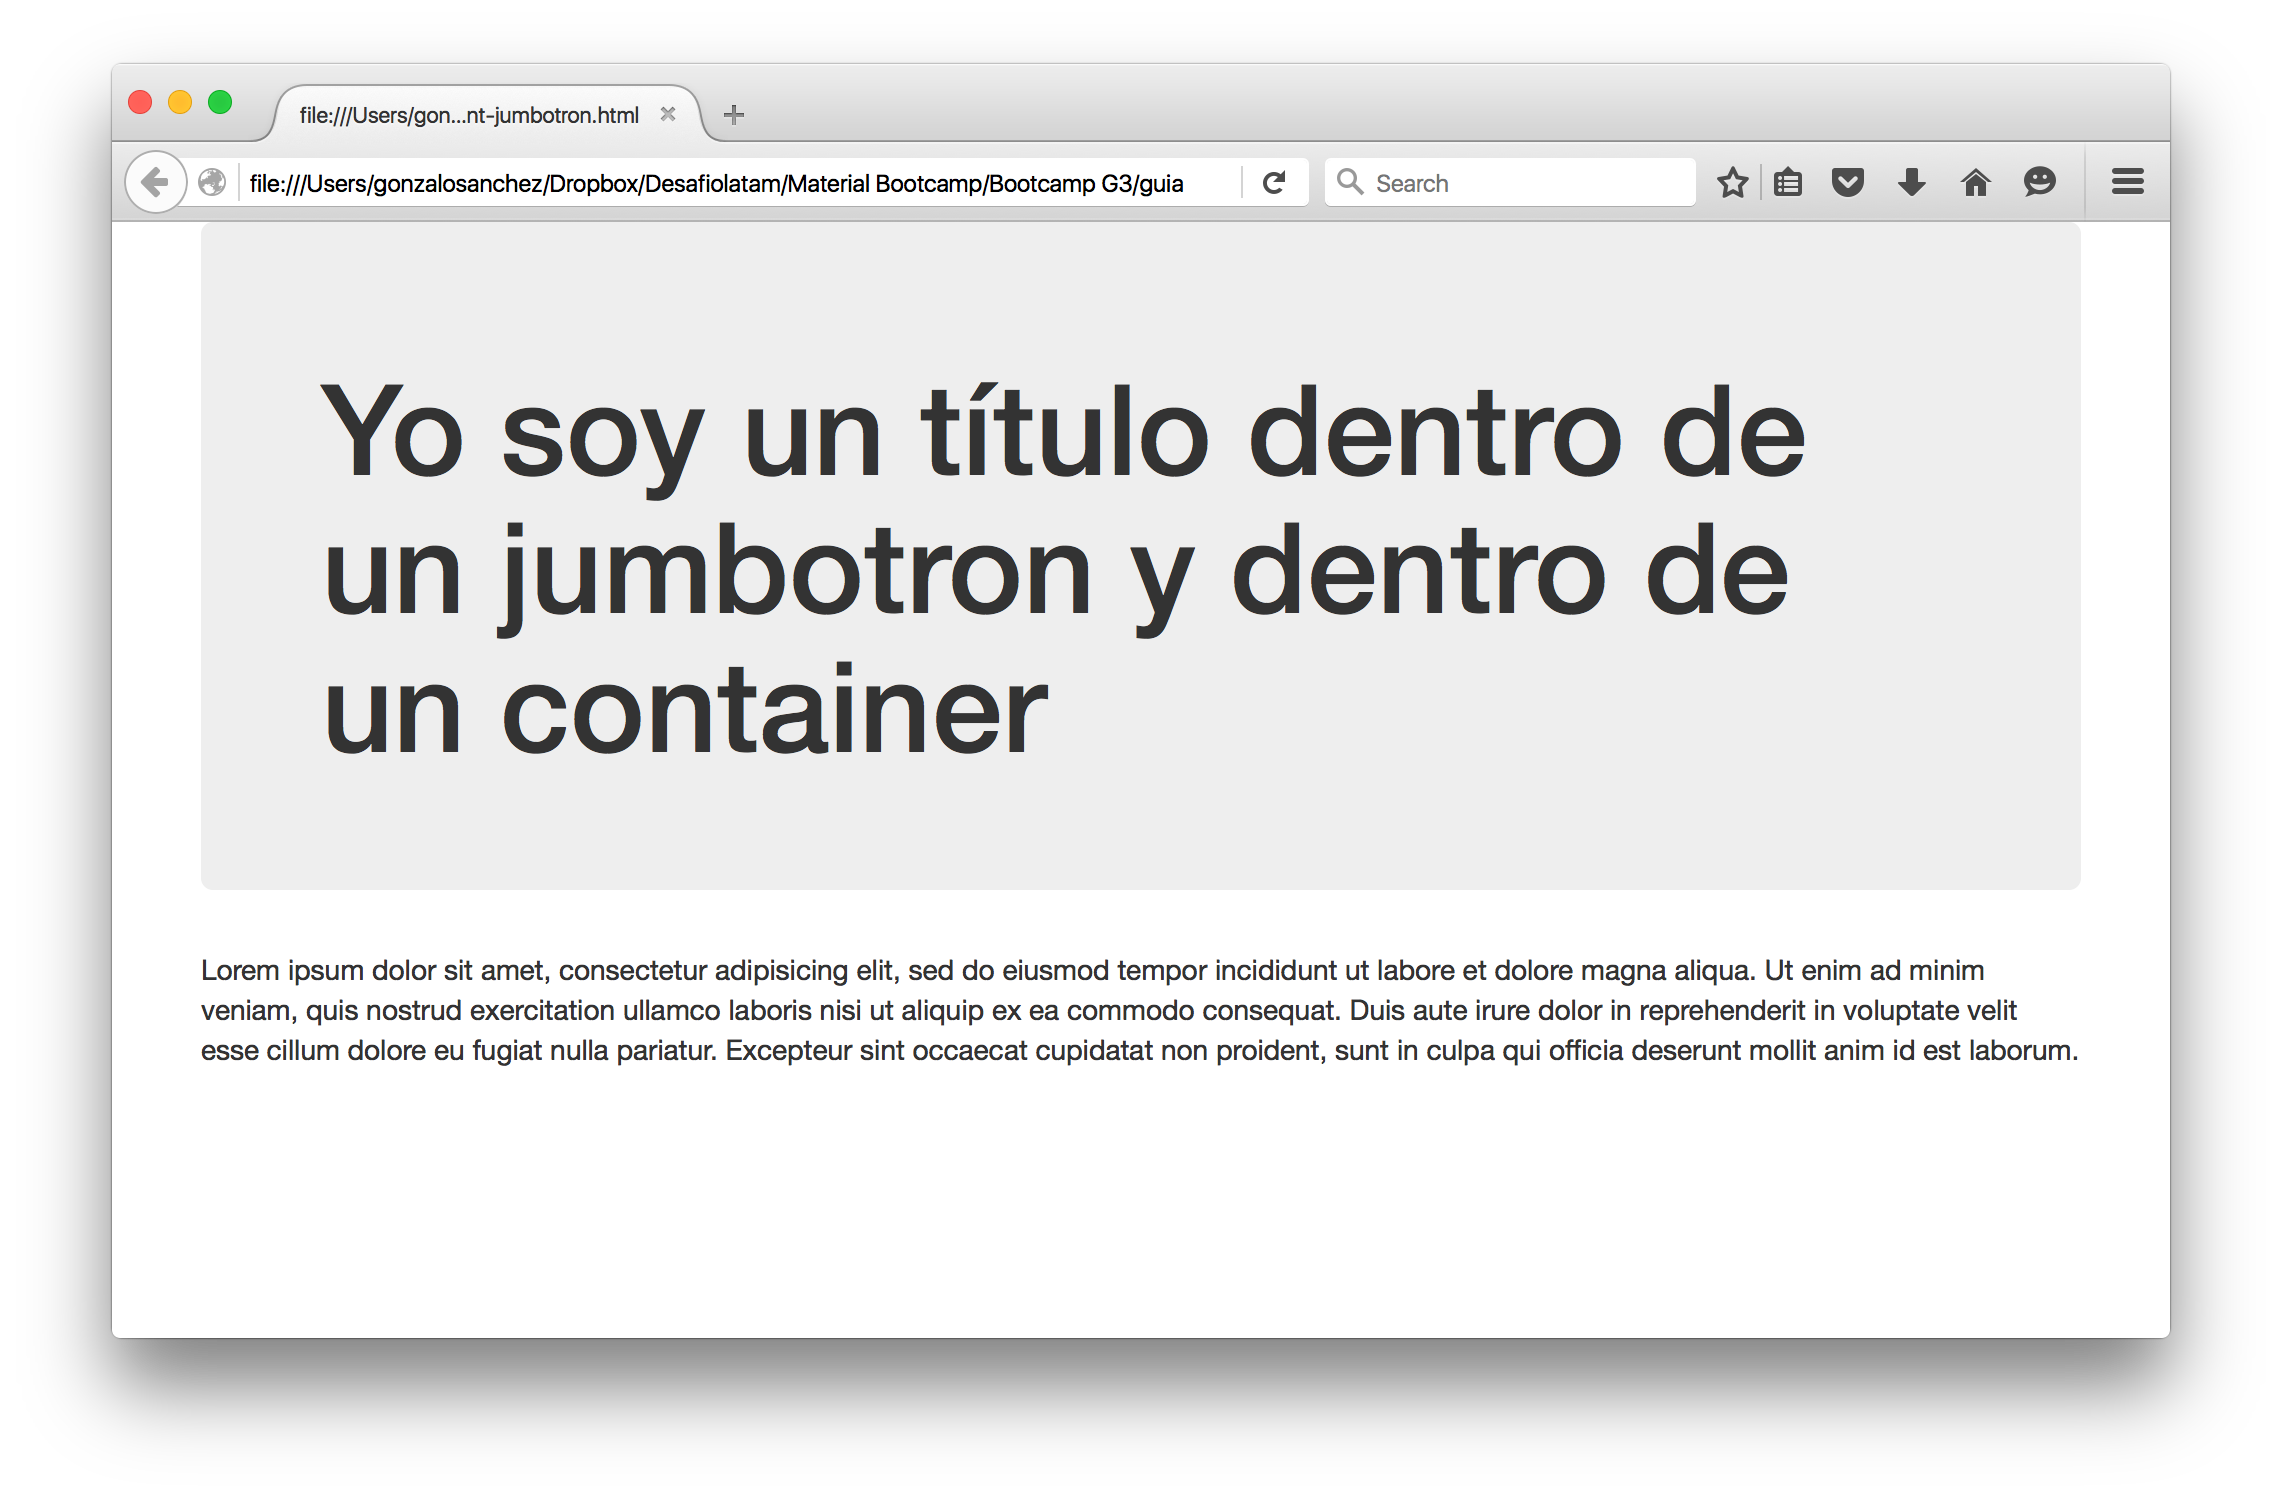 file:///Users/gon...nt-jumbotron.html
file:///Users/gonzalosanchez/Dropbox/Desafiolatam/Material Bootcamp/Bootcamp G3/guia
Search
Yo soy un título dentro de
un jumbotron y dentro de
un container
Lorem ipsum dolor sit amet, consectetur adipisicing elit, sed do eiusmod tempor incididunt ut labore et dolore magna aliqua. Ut enim ad minim
veniam, quis nostrud exercitation ullamco laboris nisi ut aliquip ex ea commodo consequat. Duis aute irure dolor in reprehenderit in voluptate velit
esse cillum dolore eu fugiat nulla pariatur. Excepteur sint occaecat cupidatat non proident, sunt in culpa qui officia deserunt mollit anim id est laborum.